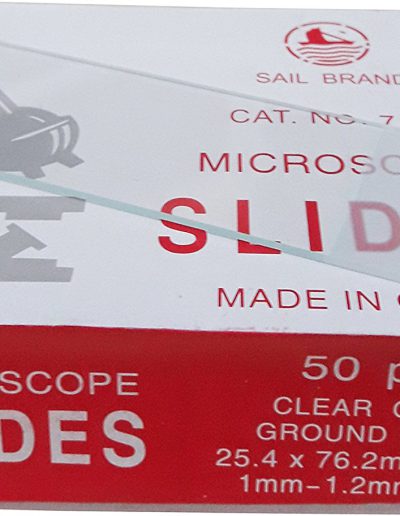 SAIL BRAND
CAT. NO. 7
MICROSC
SLID
MADE IN C
SCOPE
DES
50 p
CLEAR G
GROUND
25.4 x 76.2m
1mm-1.2mm